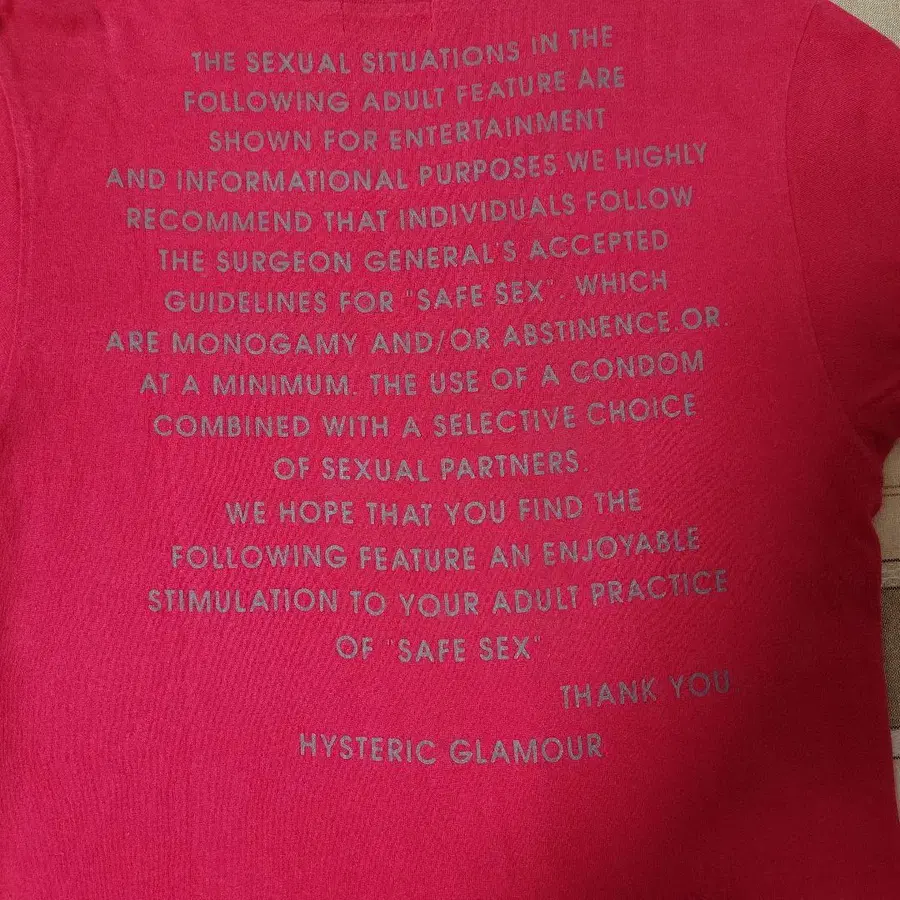 THE SEXUAL SITUATIONS IN THE
FOLLOWING ADULT FEATURE ARE
SHOWN FOR ENTERTAINMENT
AND INFORMATIONAL PURPOSES. WE HIGHLY
RECOMMEND THAT INDIVIDUALS FOLLOW
THE SURGEON GENERAL'S ACCEPTED
GUIDELINES FOR "SAFE SEX". WHICH
ARE MONOGAMY AND/OR ABSTINENCE.OR.
AT A MINIMUM. THE USE OF A CONDOM
COMBINED WITH A SELECTIVE CHOICE
OF SEXUAL PARTNERS.
WE HOPE THAT YOU FIND THE
FOLLOWING FEATURE AN ENJOYABLE
STIMULATION TO YOUR ADULT PRACTICE
OF "SAFE SEX"
THANK YOU
HYSTERIC GLAMOUR